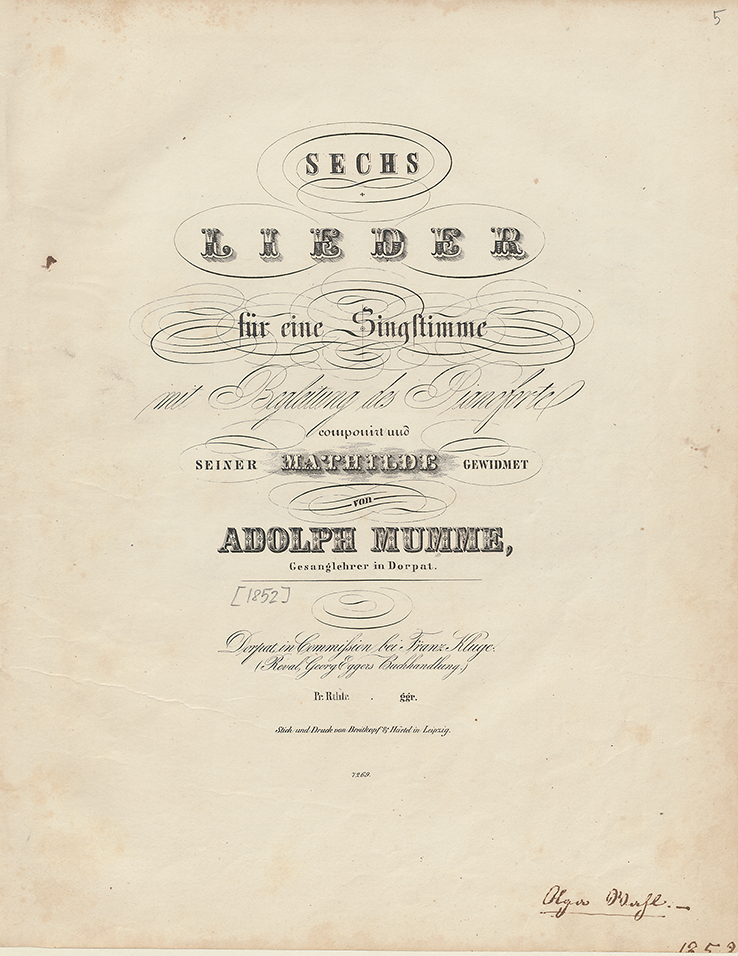 5
SECHS
LIEDER
für eine Singstimme
mit Begleitung des Pianoforte
componirt und
SEINER MATHILDE GEWIDMET
von
ADOLPH MUMME,
Gesanglehrer in Dorpat.
[1852]
Dorpat, in Commission bei Franz Kluge.
(Reval, Georg Eggers Buchhandlung.)
Pr. Rthlr. . ggr.
Stich und Druck von Breitkopf & Härtel in Leipzig.
7269.
Olga Wahl.